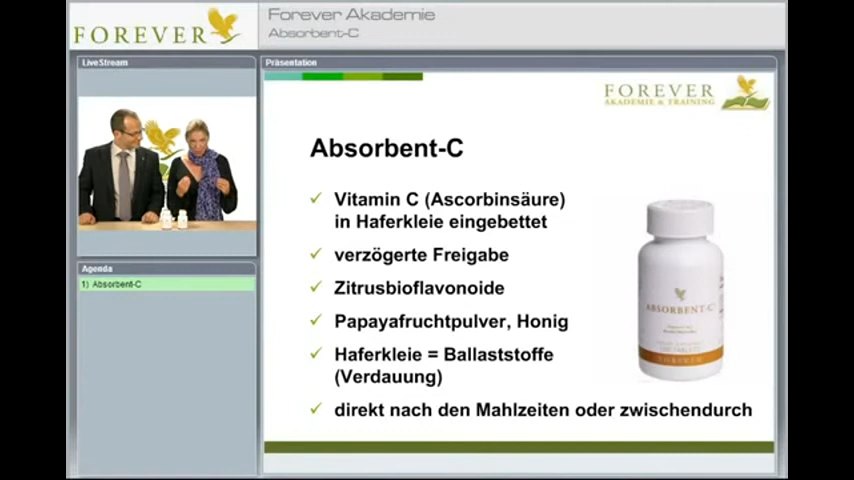 FOREVER
Forever Akademie
Absorbent-C
LiveStream
Präsentation
FOREVER
AKADEMIE & TRAINING
Absorbent-C
✓ Vitamin C (Ascorbinsäure)
in Haferkleie eingebettet
✓ verzögerte Freigabe
✓ Zitrusbioflavonoide
✓ Papayafruchtpulver, Honig
✓ Haferkleie = Ballaststoffe
(Verdauung)
✓ direkt nach den Mahlzeiten oder zwischendurch
ABSORBENT-C
FOREVER
Agenda
1) Absorbent-C